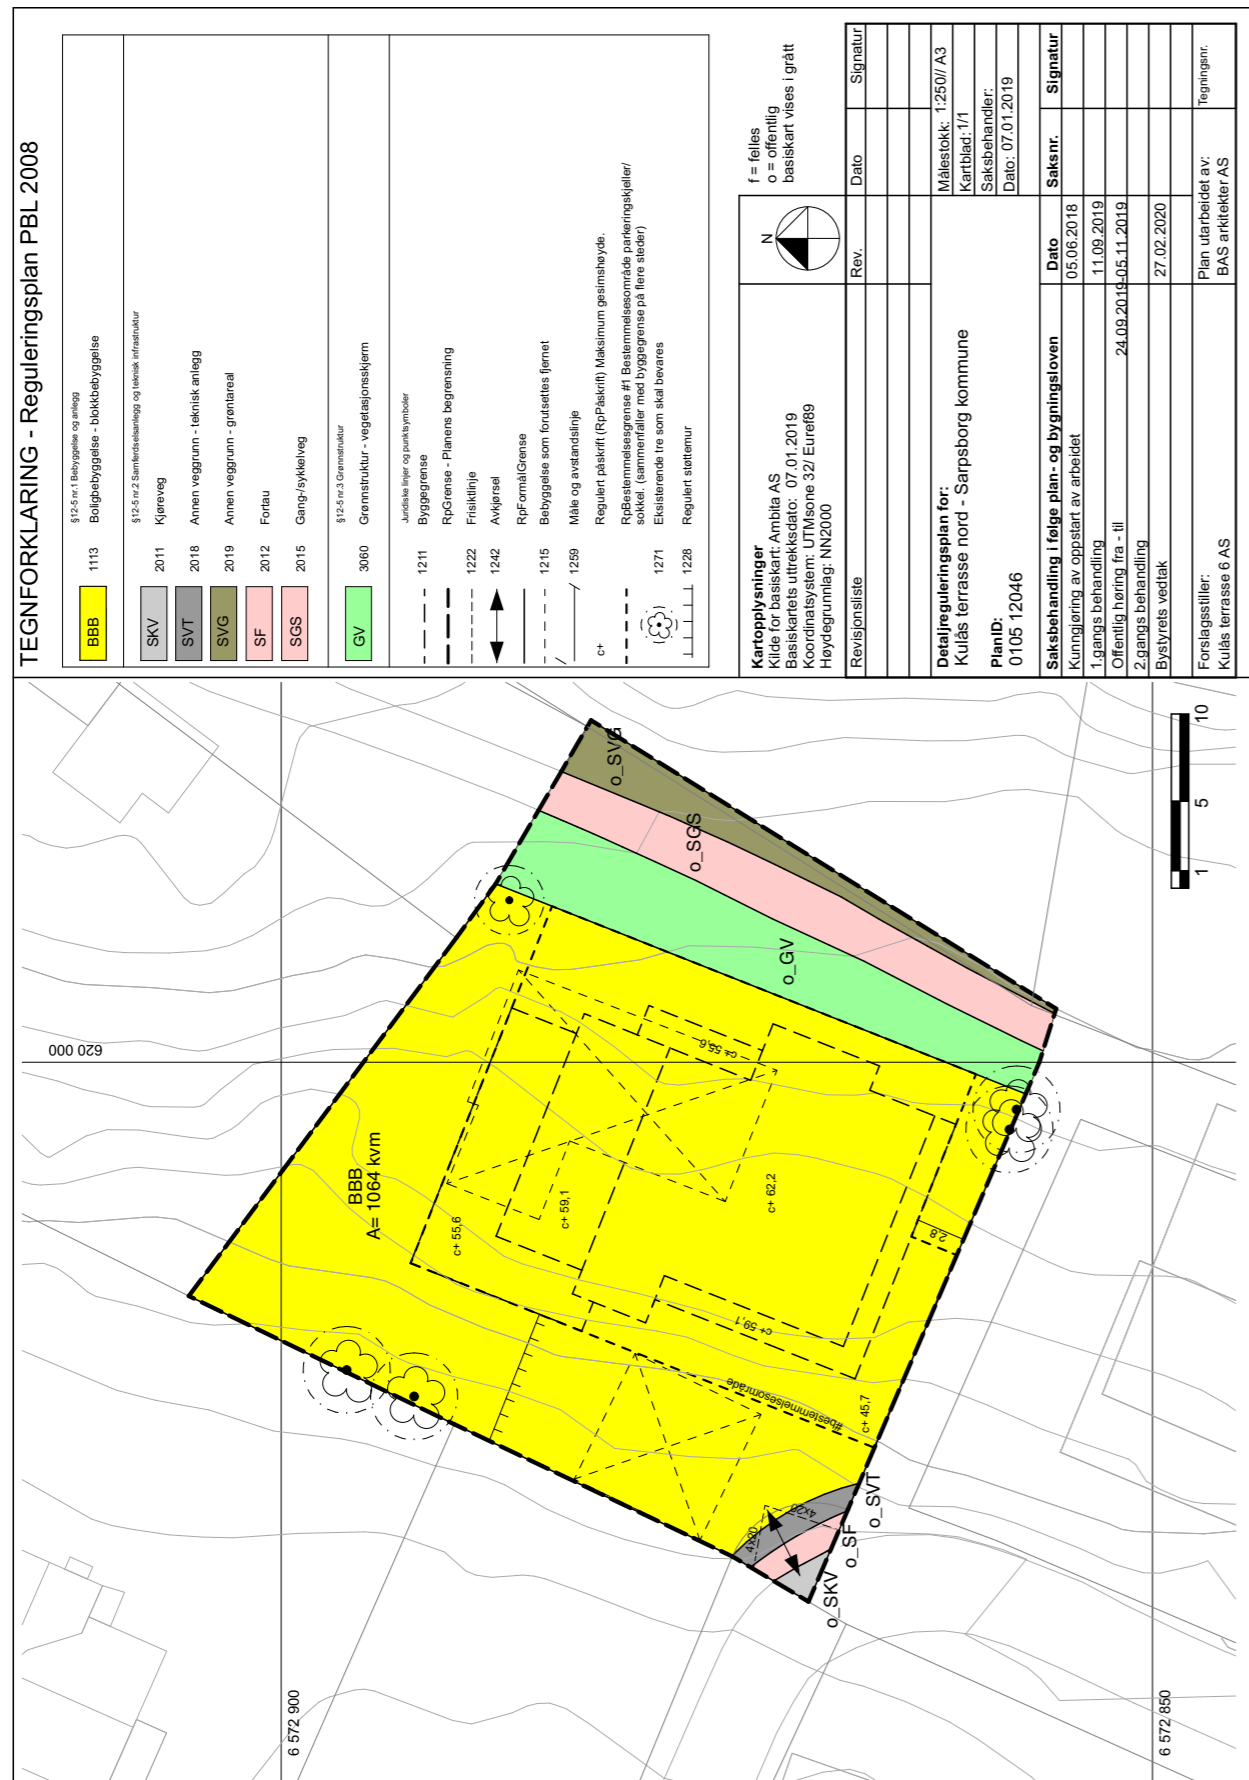 TEGNFORKLARING - Reguleringsplan PBL 2008
§12-5 nr.1 Bebyggelse og anlegg
BBB 1113 Boligbebyggelse - blokkbebyggelse
§12-5 nr.2 Samferdselsanlegg og teknisk infrastruktur
SKV 2011 Kjøreveg
SVT 2018 Annen veggrunn - teknisk anlegg
SVG 2019 Annen veggrunn - grøntareal
SF 2012 Fortau
SGS 2015 Gang-/sykkelveg
§12-5 nr.3 Grønnstruktur
GV 3060 Grønnstruktur - vegetasjonsskjerm
Juridiske linjer og punktsymboler
1211 Byggegrense
RpGrense - Planens begrensning
1222 Frisiktlinje
1242 Avkjørsel
RpFormålGrense
1215 Bebyggelse som forutsettes fjernet
1259 Måle og avstandslinje
c+ Regulert påskrift (RpPåskrift) Maksimum gesimshøyde.
RpBestemmelsesgrense #1 Bestemmelsesområde parkeringskjeller/
sokkel. (sammenfaller med byggegrense på flere steder)
1271 Eksisterende tre som skal bevares
1228 Regulert støttemur
Kartopplysninger
Kilde for basiskart: Ambita AS
Basiskartets uttrekksdato: 07.01.2019
Koordinatsystem: UTMsone 32/ Euref89
Høydegrunnlag: NN2000
N
f = felles
o = offentlig
basiskart vises i grått
Revisjonsliste Rev. Dato Signatur
Detaljreguleringsplan for:
Kulås terrasse nord - Sarpsborg kommune
PlanID:
0105 12046
Målestokk: 1:250// A3
Kartblad:1/1
Saksbehandler:
Dato: 07.01.2019
Saksbehandling i følge plan- og bygningsloven Dato Saksnr. Signatur
Kunngjøring av oppstart av arbeidet 05.06.2018
1.gangs behandling 11.09.2019
Offentlig høring fra - til 24.09.2019-05.11.2019
2.gangs behandling
Bystyrets vedtak 27.02.2020
Forslagsstiller:
Kulås terrasse 6 AS
Plan utarbeidet av:
BAS arkitekter AS
Tegningsnr.
620 000
6 572 900
6 572 850
BBB
A= 1064 kvm
c+ 55,6
c+ 59,1
c+ 62,2
c+ 55,6
c+ 59,1
c+ 45,7
2,8
#bestemmelsesområde
4x20
4x20
o_SVG
o_SGS
o_GV
o_SVT
o_SF
o_SKV
1 5 10